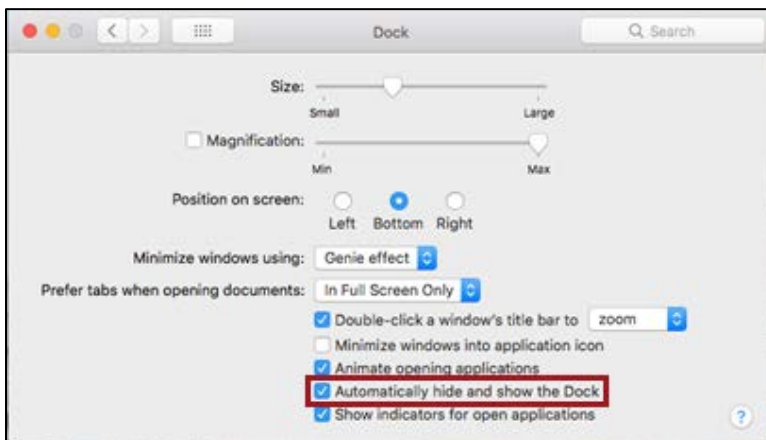 Dock
Search
Size:
Small Large
Magnification:
Min Max
Position on screen:
Left Bottom Right
Minimize windows using: Genie effect
Prefer tabs when opening documents: In Full Screen Only
Double-click a window's title bar to zoom
Minimize windows into application icon
Animate opening applications
Automatically hide and show the Dock
Show indicators for open applications
?